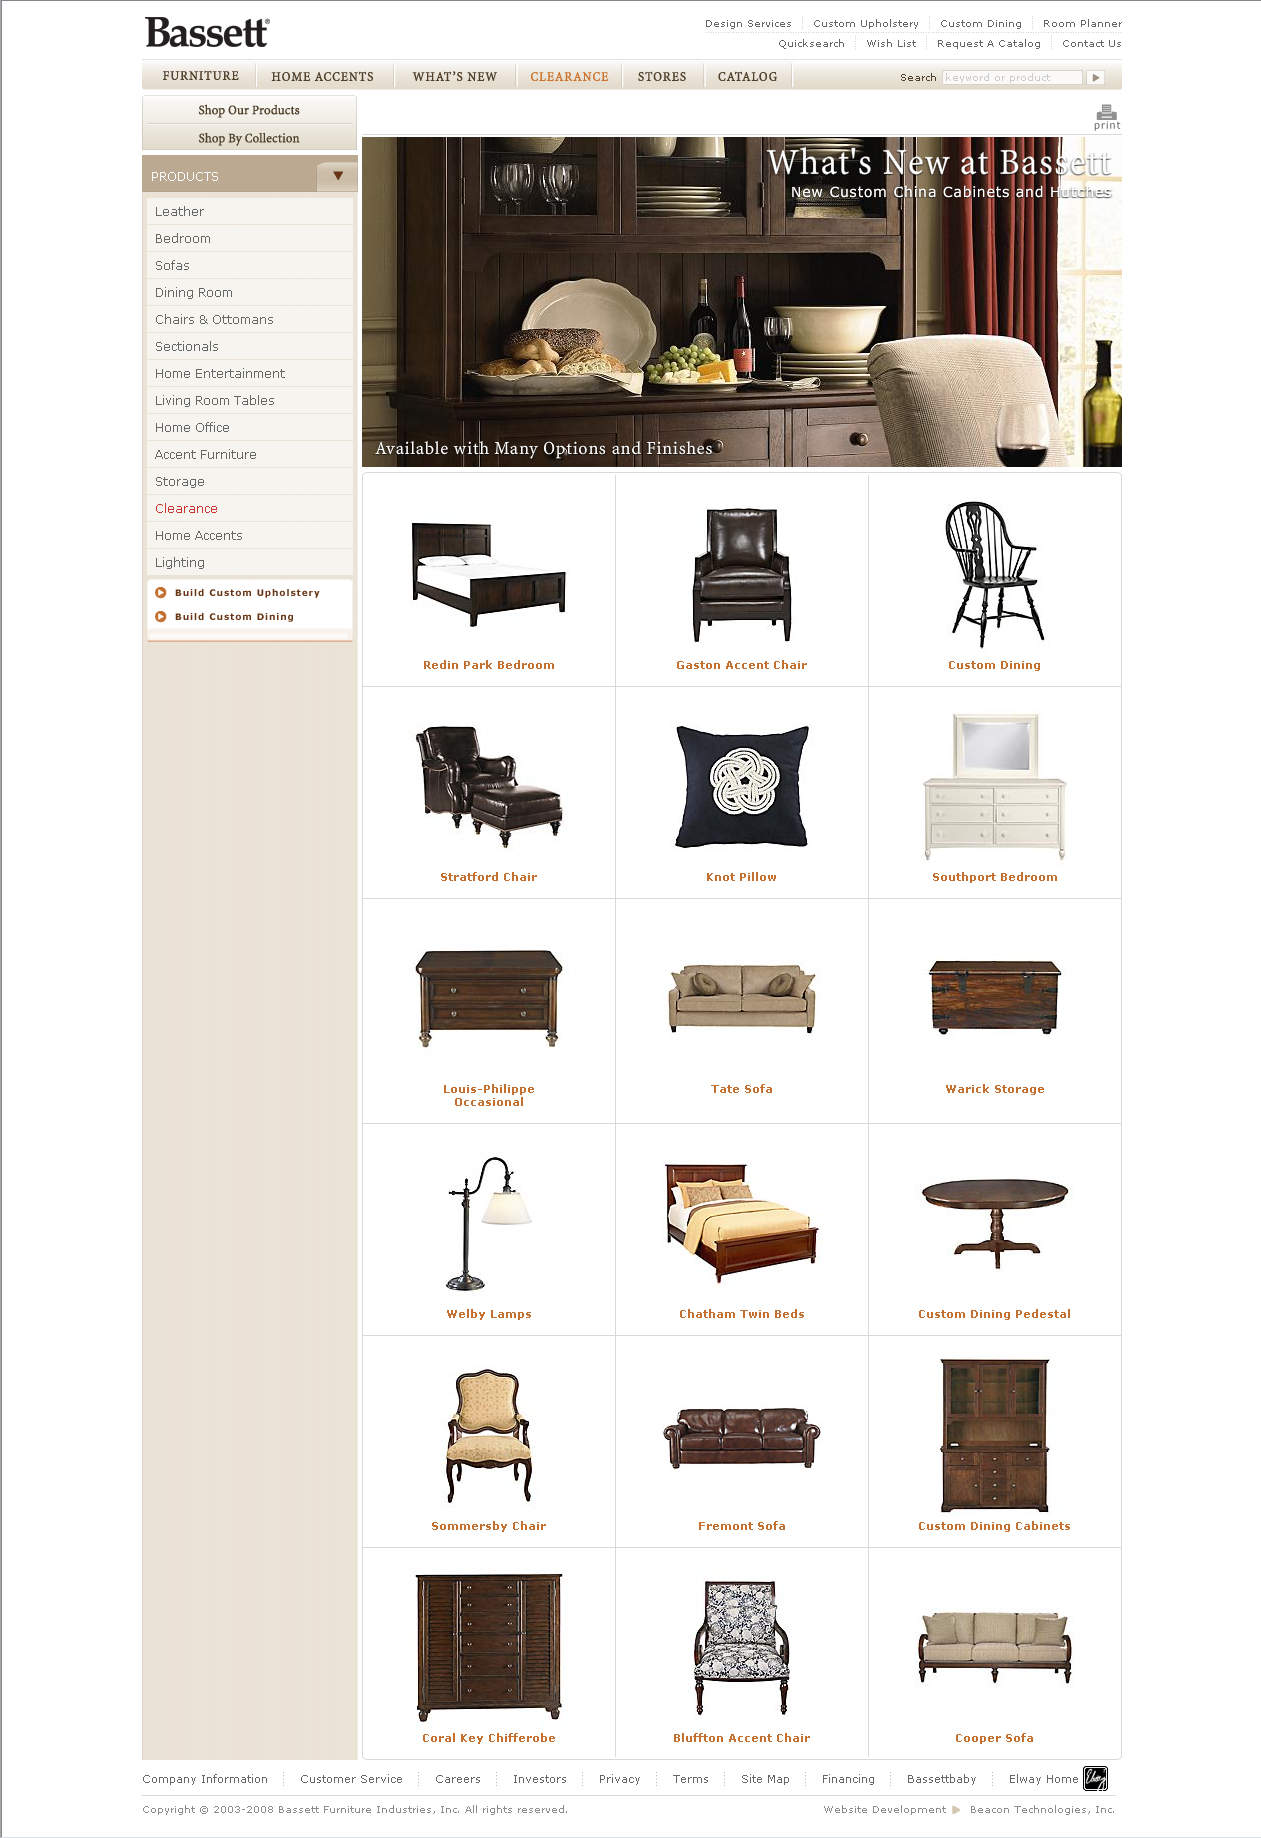 Bassett®
Design Services Custom Upholstery Custom Dining Room Planner
Quicksearch Wish List Request A Catalog Contact Us
FURNITURE HOME ACCENTS WHAT'S NEW CLEARANCE STORES CATALOG Search keyword or product
Shop Our Products
Shop By Collection
print
PRODUCTS
Leather
Bedroom
Sofas
Dining Room
Chairs & Ottomans
Sectionals
Home Entertainment
Living Room Tables
Home Office
Accent Furniture
Storage
Clearance
Home Accents
Lighting
Build Custom Upholstery
Build Custom Dining
What's New at Bassett
New Custom China Cabinets and Hutches
Available with Many Options and Finishes
Redin Park Bedroom Gaston Accent Chair Custom Dining
Stratford Chair Knot Pillow Southport Bedroom
Louis-Philippe
Occasional
Tate Sofa Warick Storage
Welby Lamps Chatham Twin Beds Custom Dining Pedestal
Sommersby Chair Fremont Sofa Custom Dining Cabinets
Coral Key Chifferobe Bluffton Accent Chair Cooper Sofa
Company Information Customer Service Careers Investors Privacy Terms Site Map Financing Bassettbaby Elway Home
Copyright © 2003-2008 Bassett Furniture Industries, Inc. All rights reserved. Website Development Beacon Technologies, Inc.